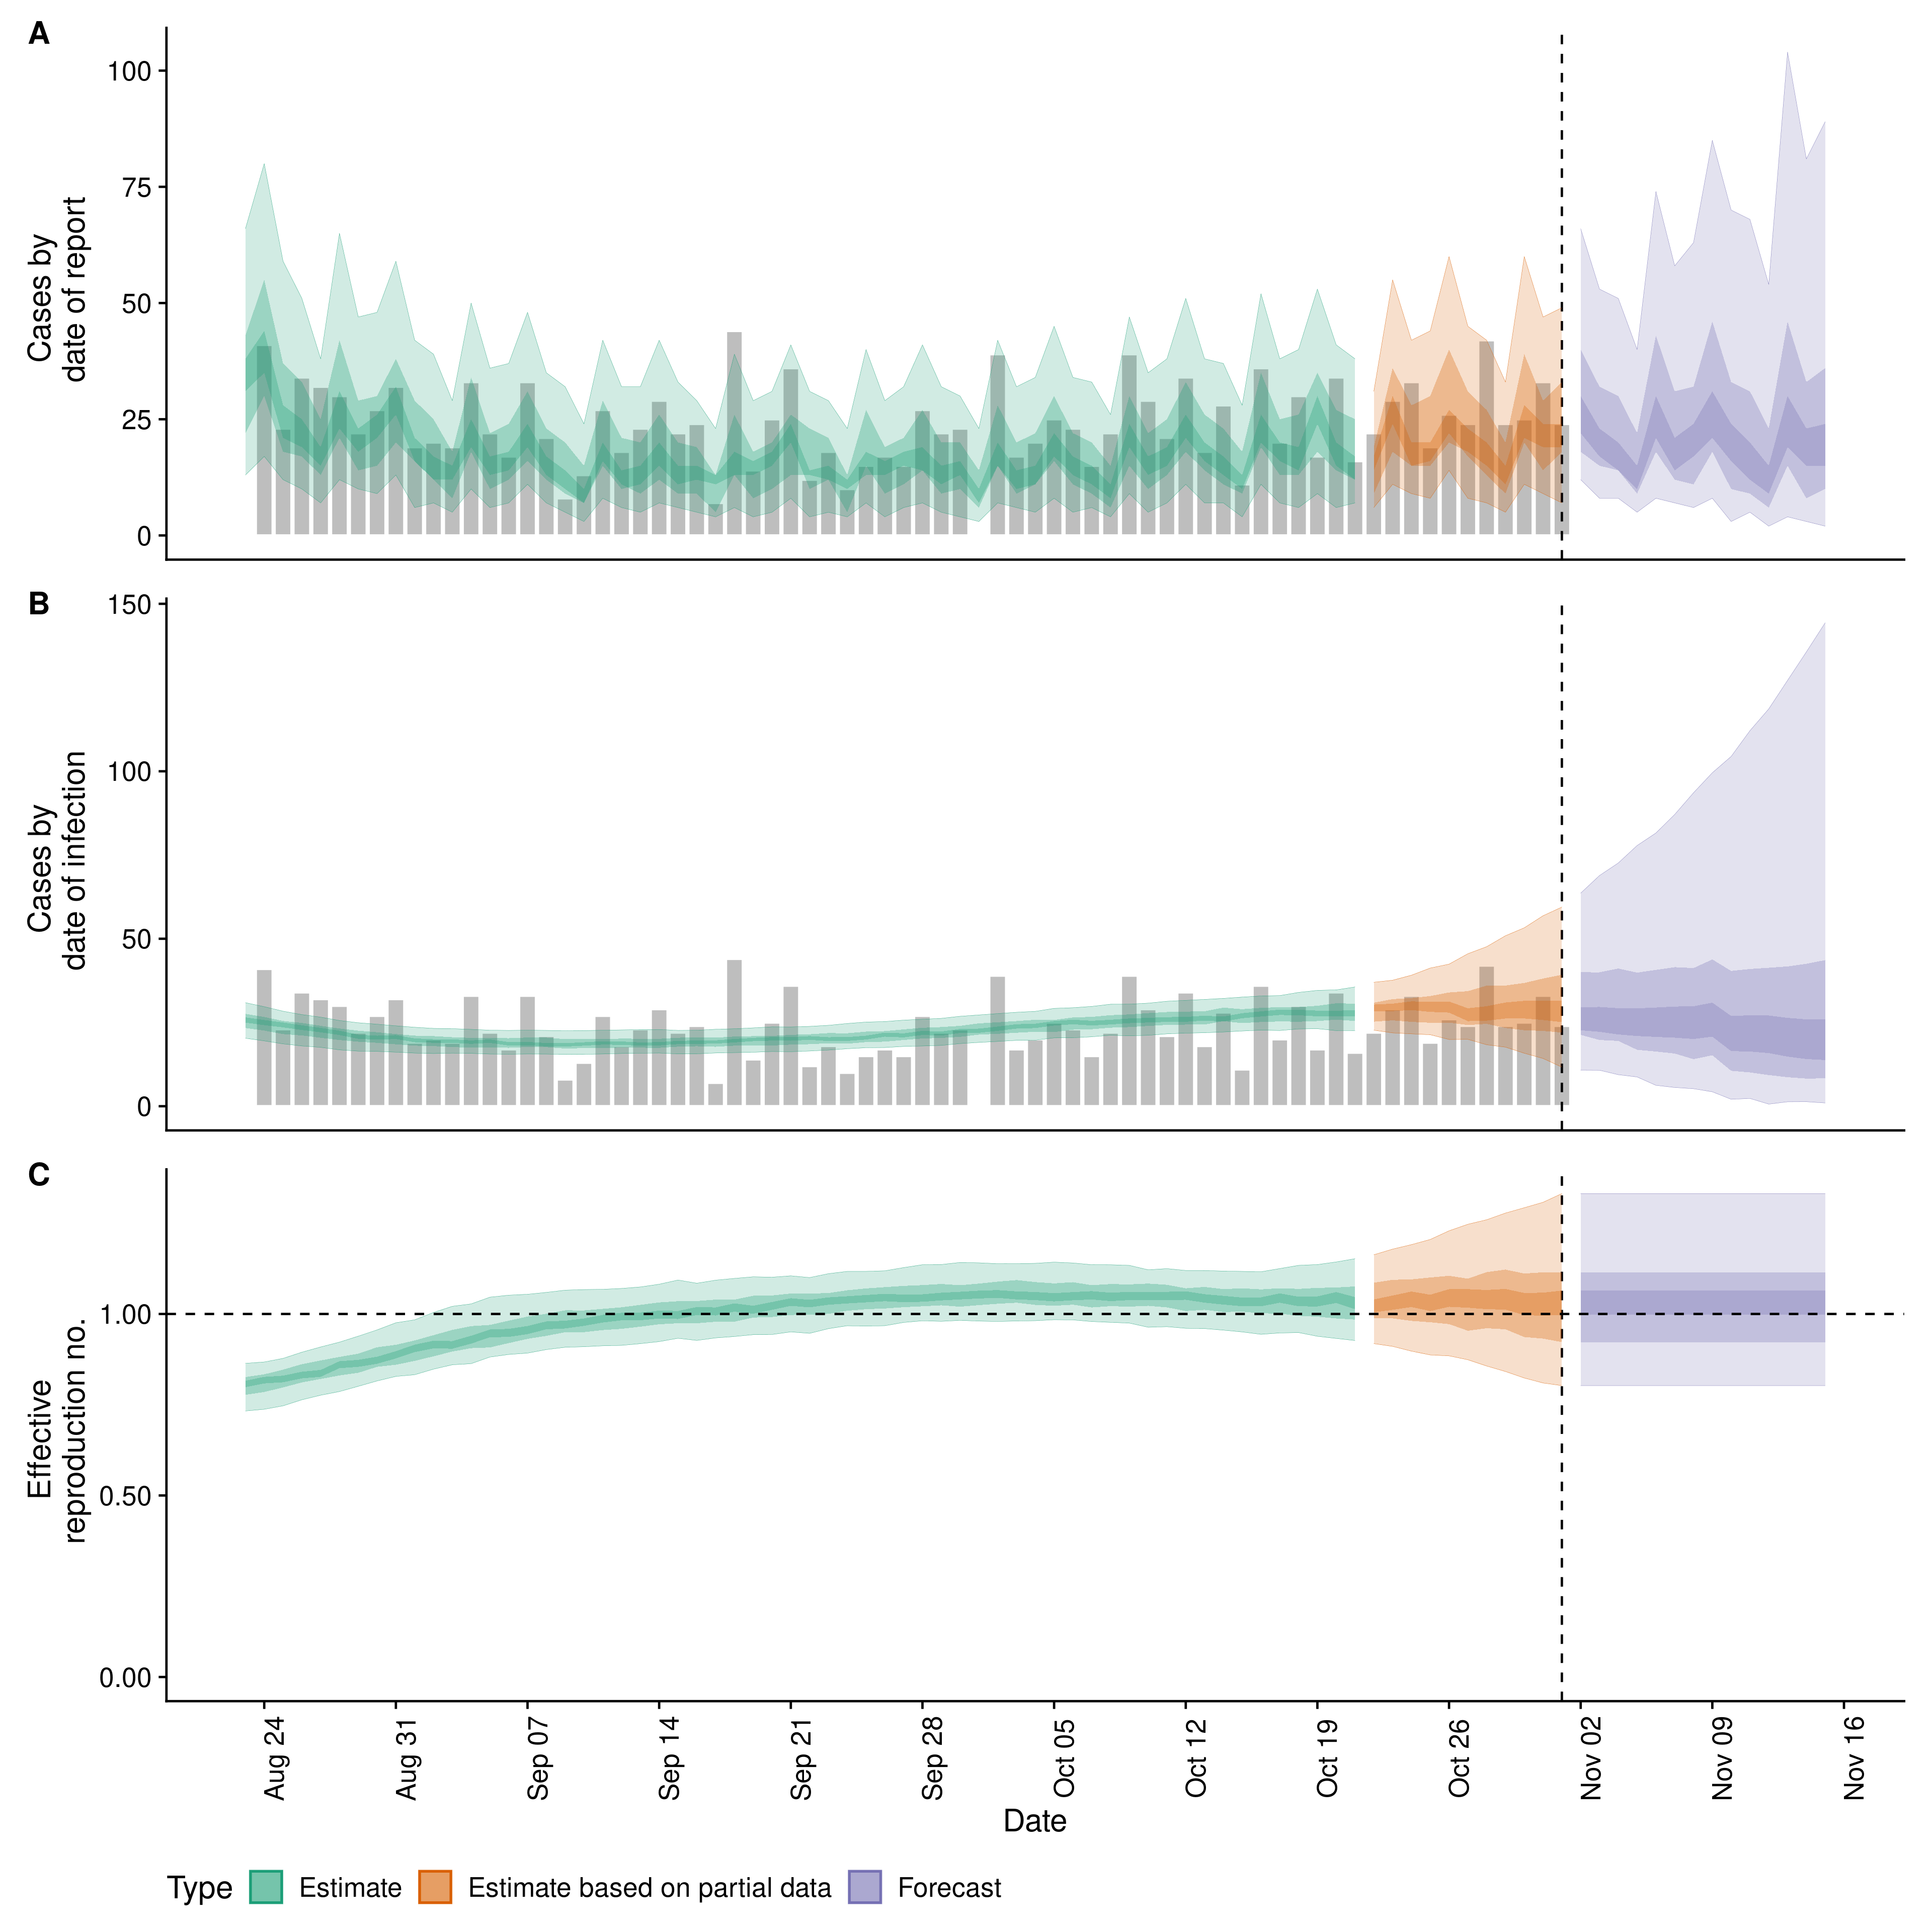 A
Cases by
date of report
100
75
50
25
0
B
Cases by
date of infection
150
100
50
0
C
Effective
reproduction no.
1.00
0.50
0.00
Aug 24
Aug 31
Sep 07
Sep 14
Sep 21
Sep 28
Oct 05
Oct 12
Oct 19
Oct 26
Nov 02
Nov 09
Nov 16
Date
Type Estimate Estimate based on partial data Forecast